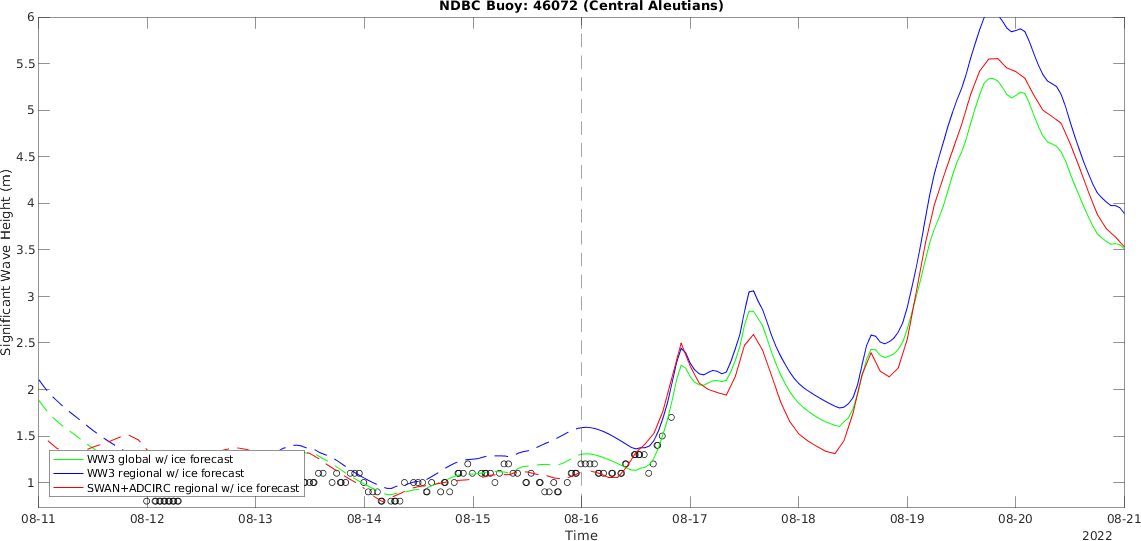 NDBC Buoy: 46072 (Central Aleutians)
6
5.5
5
4.5
4
3.5
3
2.5
2
1.5
1
Significant Wave Height (m)
WW3 global w/ ice forecast
WW3 regional w/ ice forecast
SWAN+ADCIRC regional w/ ice forecast
08-11 08-12 08-13 08-14 08-15 08-16 08-17 08-18 08-19 08-20 08-21
Time
2022